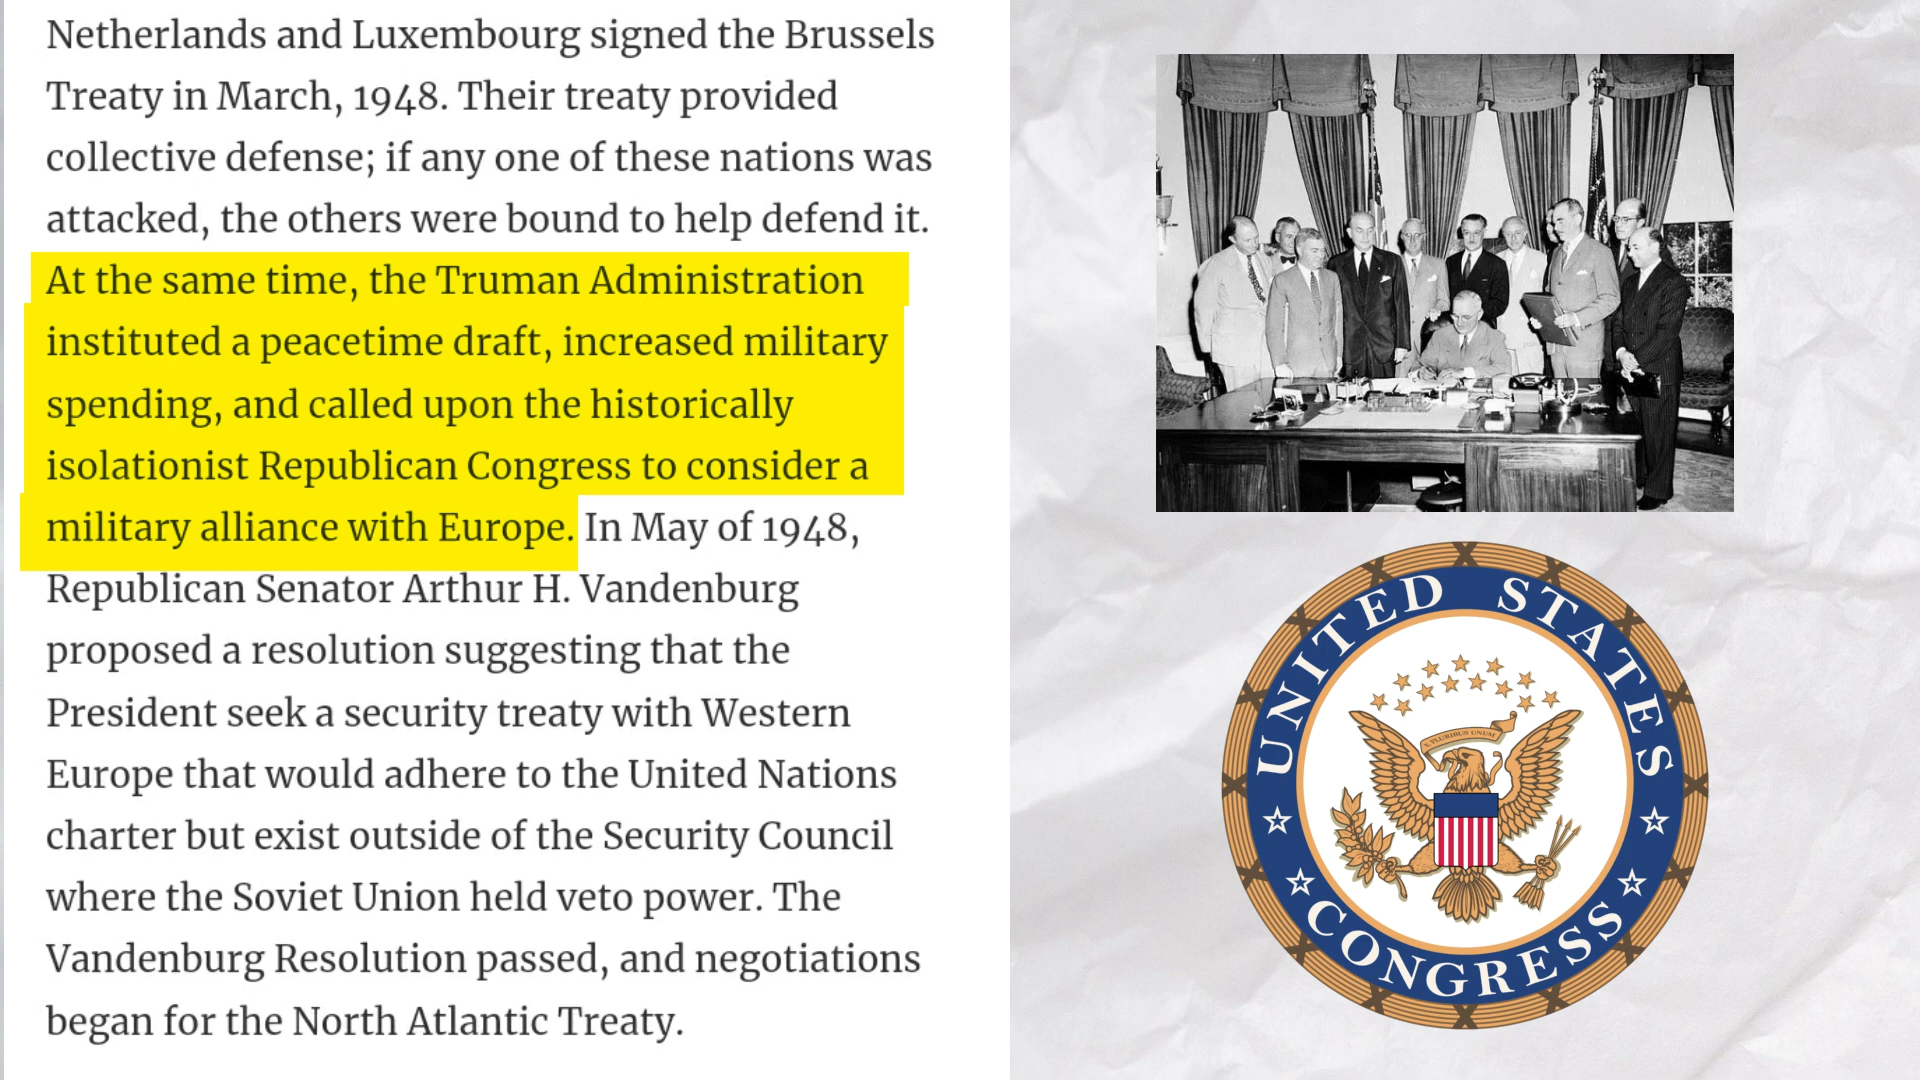 Netherlands and Luxembourg signed the Brussels
Treaty in March, 1948. Their treaty provided
collective defense; if any one of these nations was
attacked, the others were bound to help defend it.
At the same time, the Truman Administration
instituted a peacetime draft, increased military
spending, and called upon the historically
isolationist Republican Congress to consider a
military alliance with Europe. In May of 1948,
Republican Senator Arthur H. Vandenburg
proposed a resolution suggesting that the
President seek a security treaty with Western
Europe that would adhere to the United Nations
charter but exist outside of the Security Council
where the Soviet Union held veto power. The
Vandenburg Resolution passed, and negotiations
began for the North Atlantic Treaty.
UNITED STATES
E PLURIBUS UNUM
CONGRESS